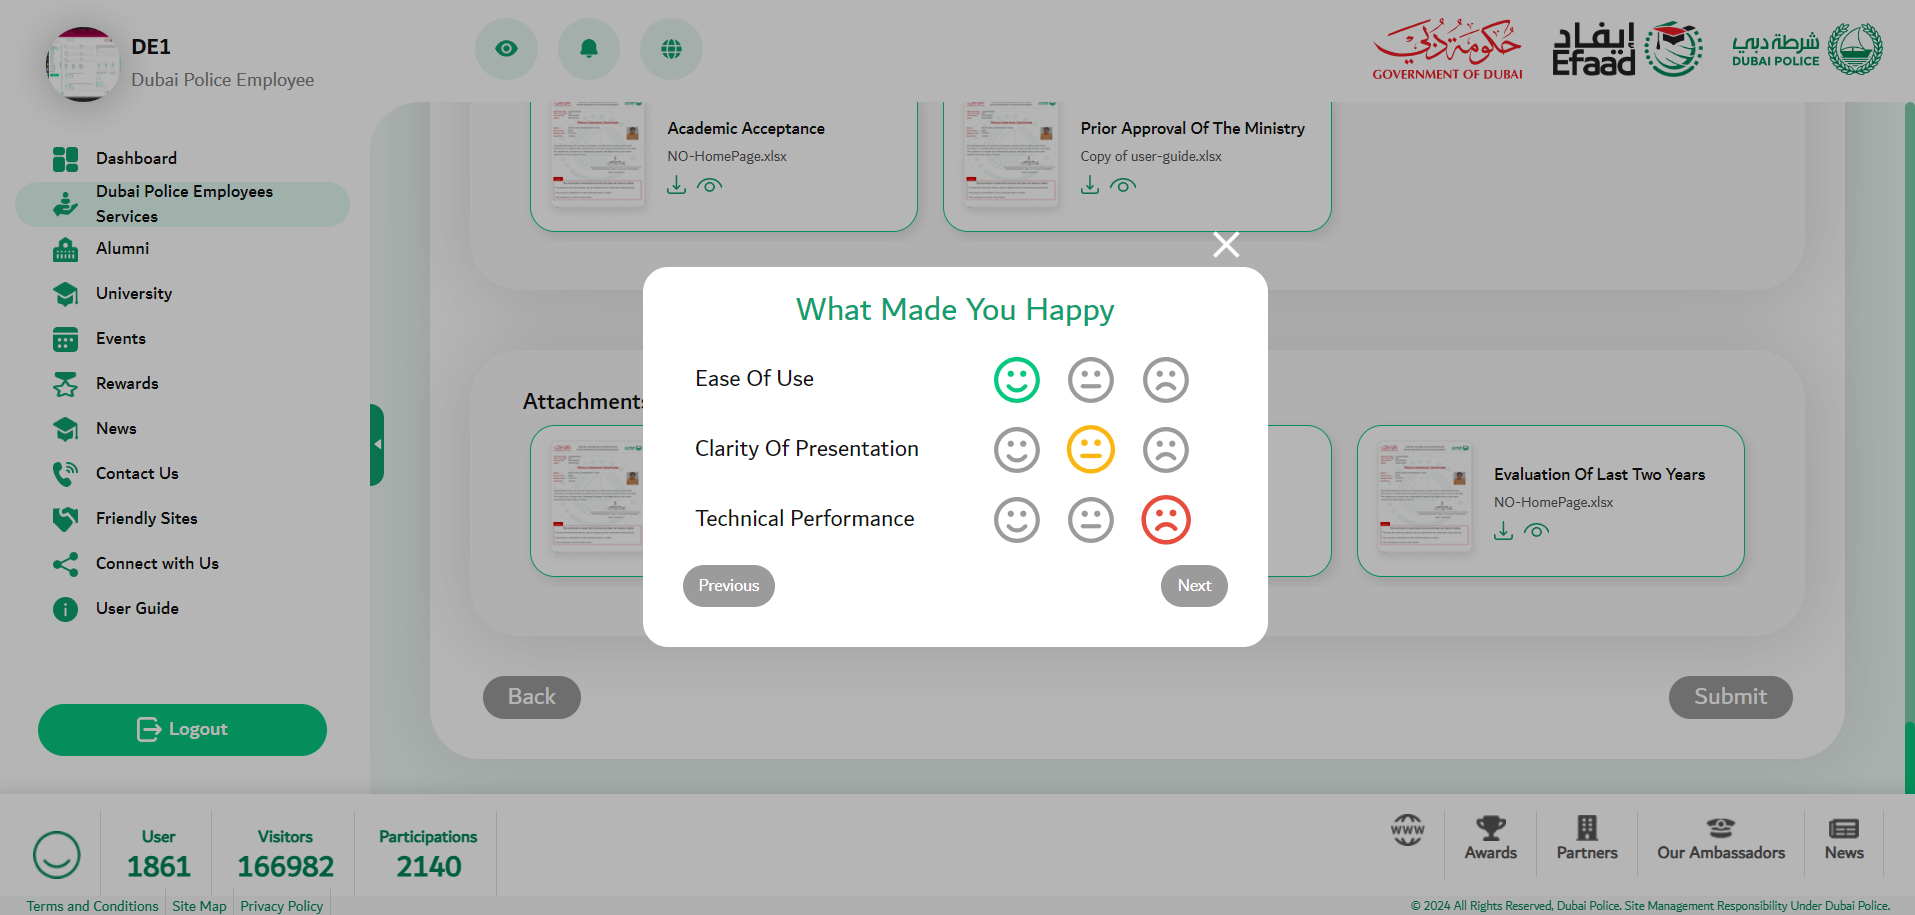 DE1
Dubai Police Employee
حكومة دبي
GOVERNMENT OF DUBAI
إيفاد
Efaad
شرطة دبي
DUBAI POLICE
Dashboard
Dubai Police Employees
Services
Alumni
University
Events
Rewards
News
Contact Us
Friendly Sites
Connect with Us
User Guide
Logout
Academic Acceptance
NO-HomePage.xlsx
Prior Approval Of The Ministry
Copy of user-guide.xlsx
What Made You Happy
Ease Of Use
Clarity Of Presentation
Technical Performance
Previous
Next
Attachments
Evaluation Of Last Two Years
NO-HomePage.xlsx
Back
Submit
User
1861
Visitors
166982
Participations
2140
WWW
Awards
Partners
Our Ambassadors
News
Terms and Conditions
Site Map
Privacy Policy
© 2024 All Rights Reserved, Dubai Police. Site Management Responsibility Under Dubai Police.